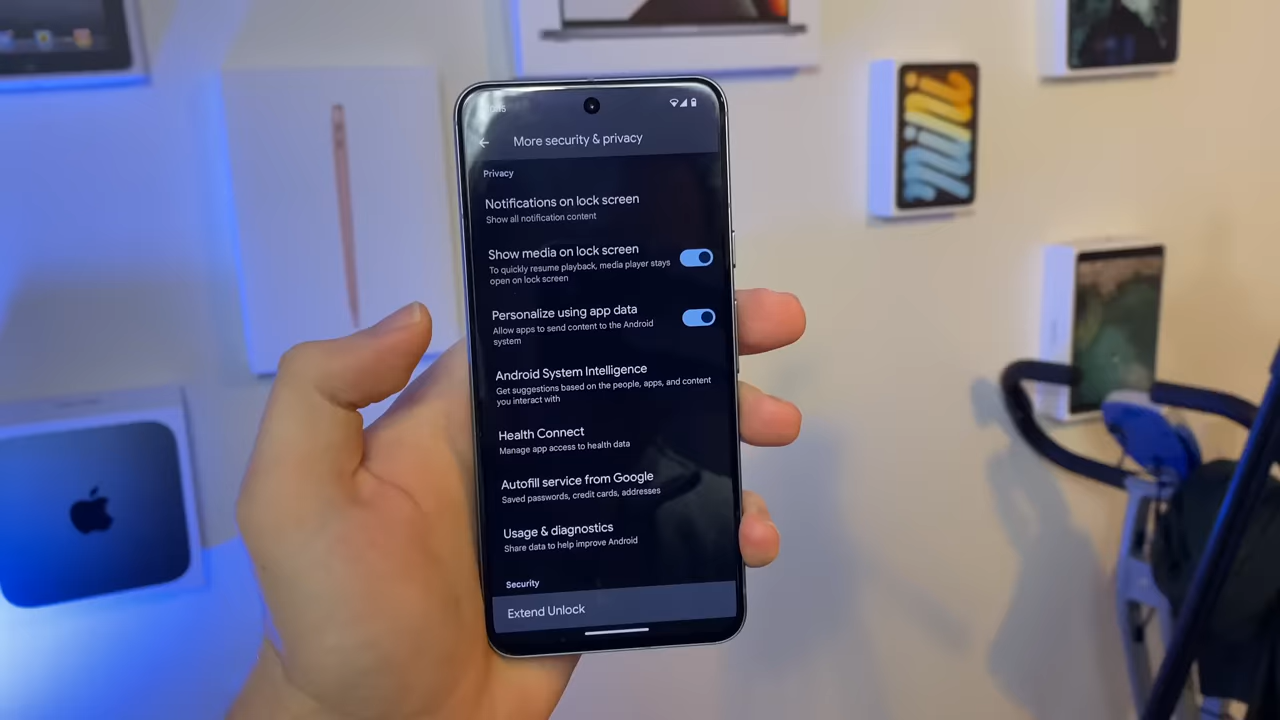 More security & privacy
Privacy
Notifications on lock screen
Show all notification content
Show media on lock screen
To quickly resume playback, media player stays
open on lock screen
Personalize using app data
Allow apps to send content to the Android
system
Android System Intelligence
Get suggestions based on the people, apps, and content
you interact with
Health Connect
Manage app access to health data
Autofill service from Google
Saved passwords, credit cards, addresses
Usage & diagnostics
Share data to help improve Android
Security
Extend Unlock
mini